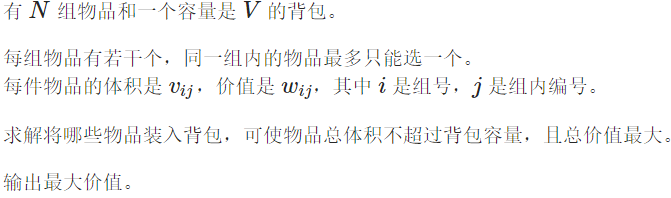 有 N 组物品和一个容量是 V 的背包。
每组物品有若干个，同一组内的物品最多只能选一个。
每件物品的体积是 vij，价值是 wij，其中 i 是组号，j 是组内编号。
求解将哪些物品装入背包，可使物品总体积不超过背包容量，且总价值最大。
输出最大价值。